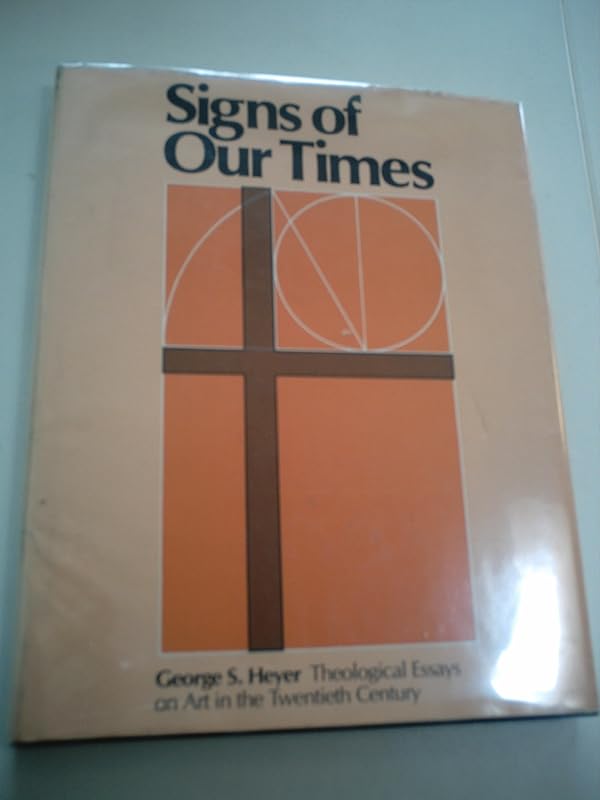 Signs of
Our Times
George S. Heyer Theological Essays
on Art in the Twentieth Century